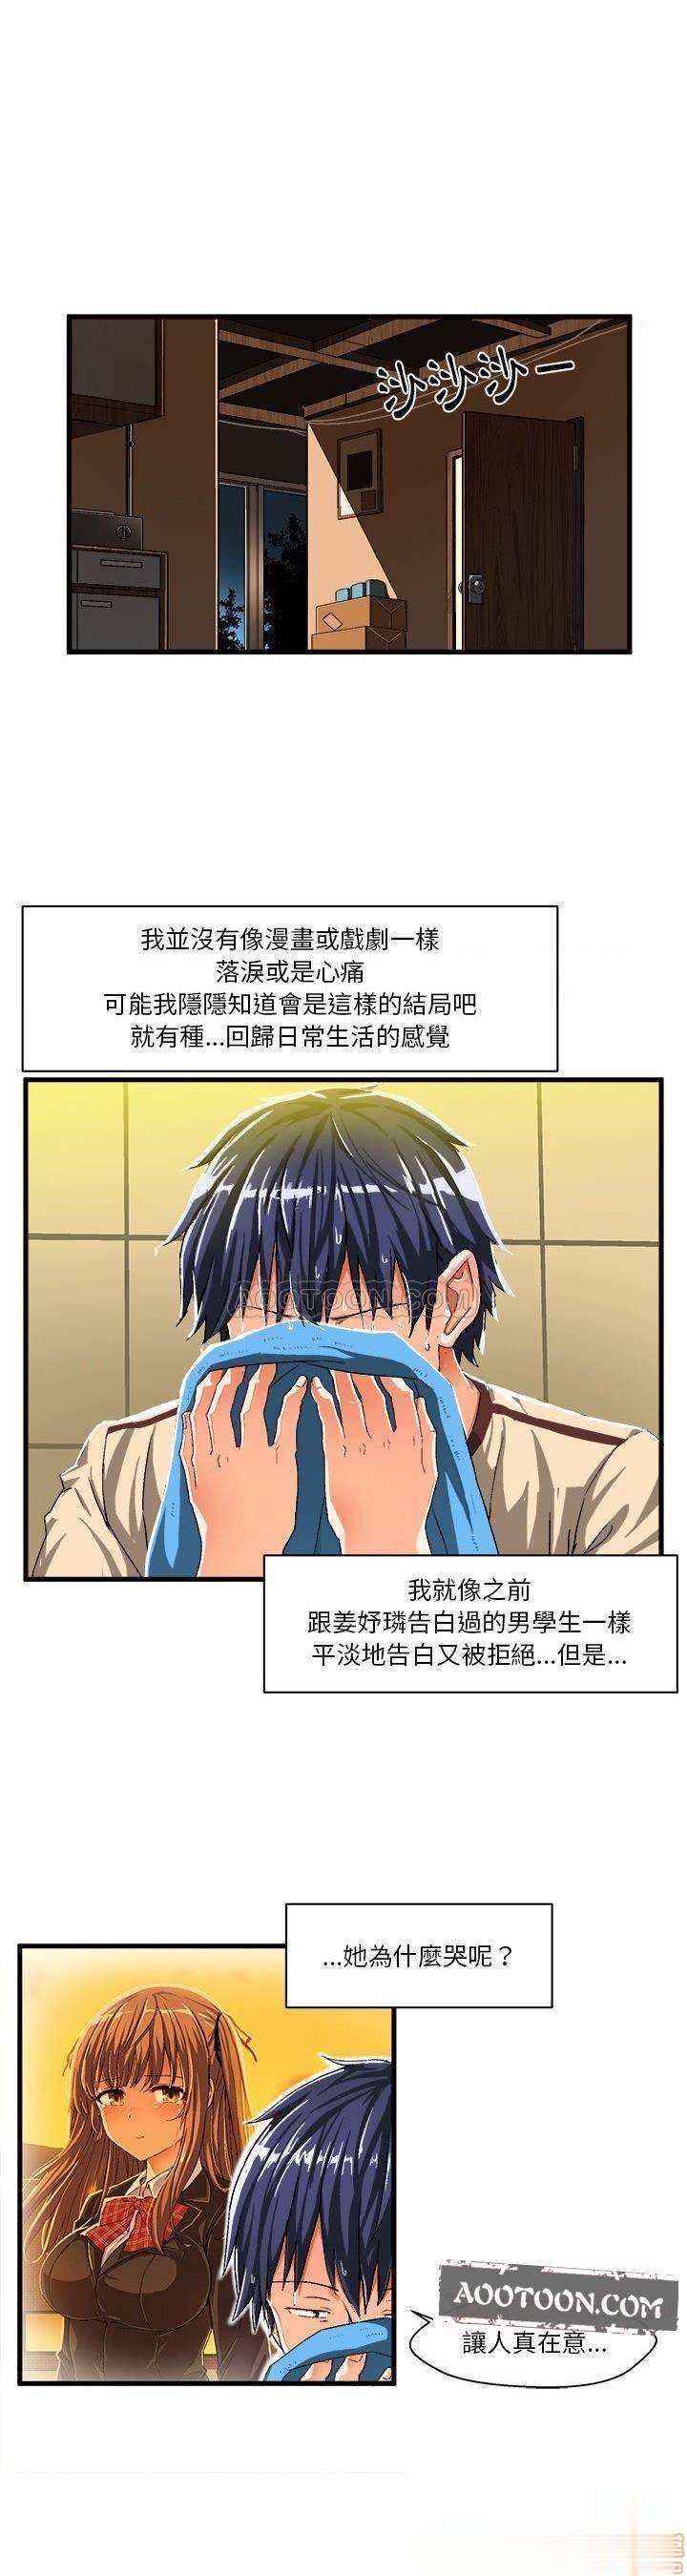 沙沙沙—
我並沒有像漫畫或戲劇一樣
落淚或是心痛
可能我隱隱知道會是這樣的結局吧
就有種...回歸日常生活的感覺
AOOTOON.COM
我就像之前
跟姜妤璘告白過的男學生一樣
平淡地告白又被拒絕...但是...
...她為什麼哭呢？
AOOTOON.COM
讓人真在意...